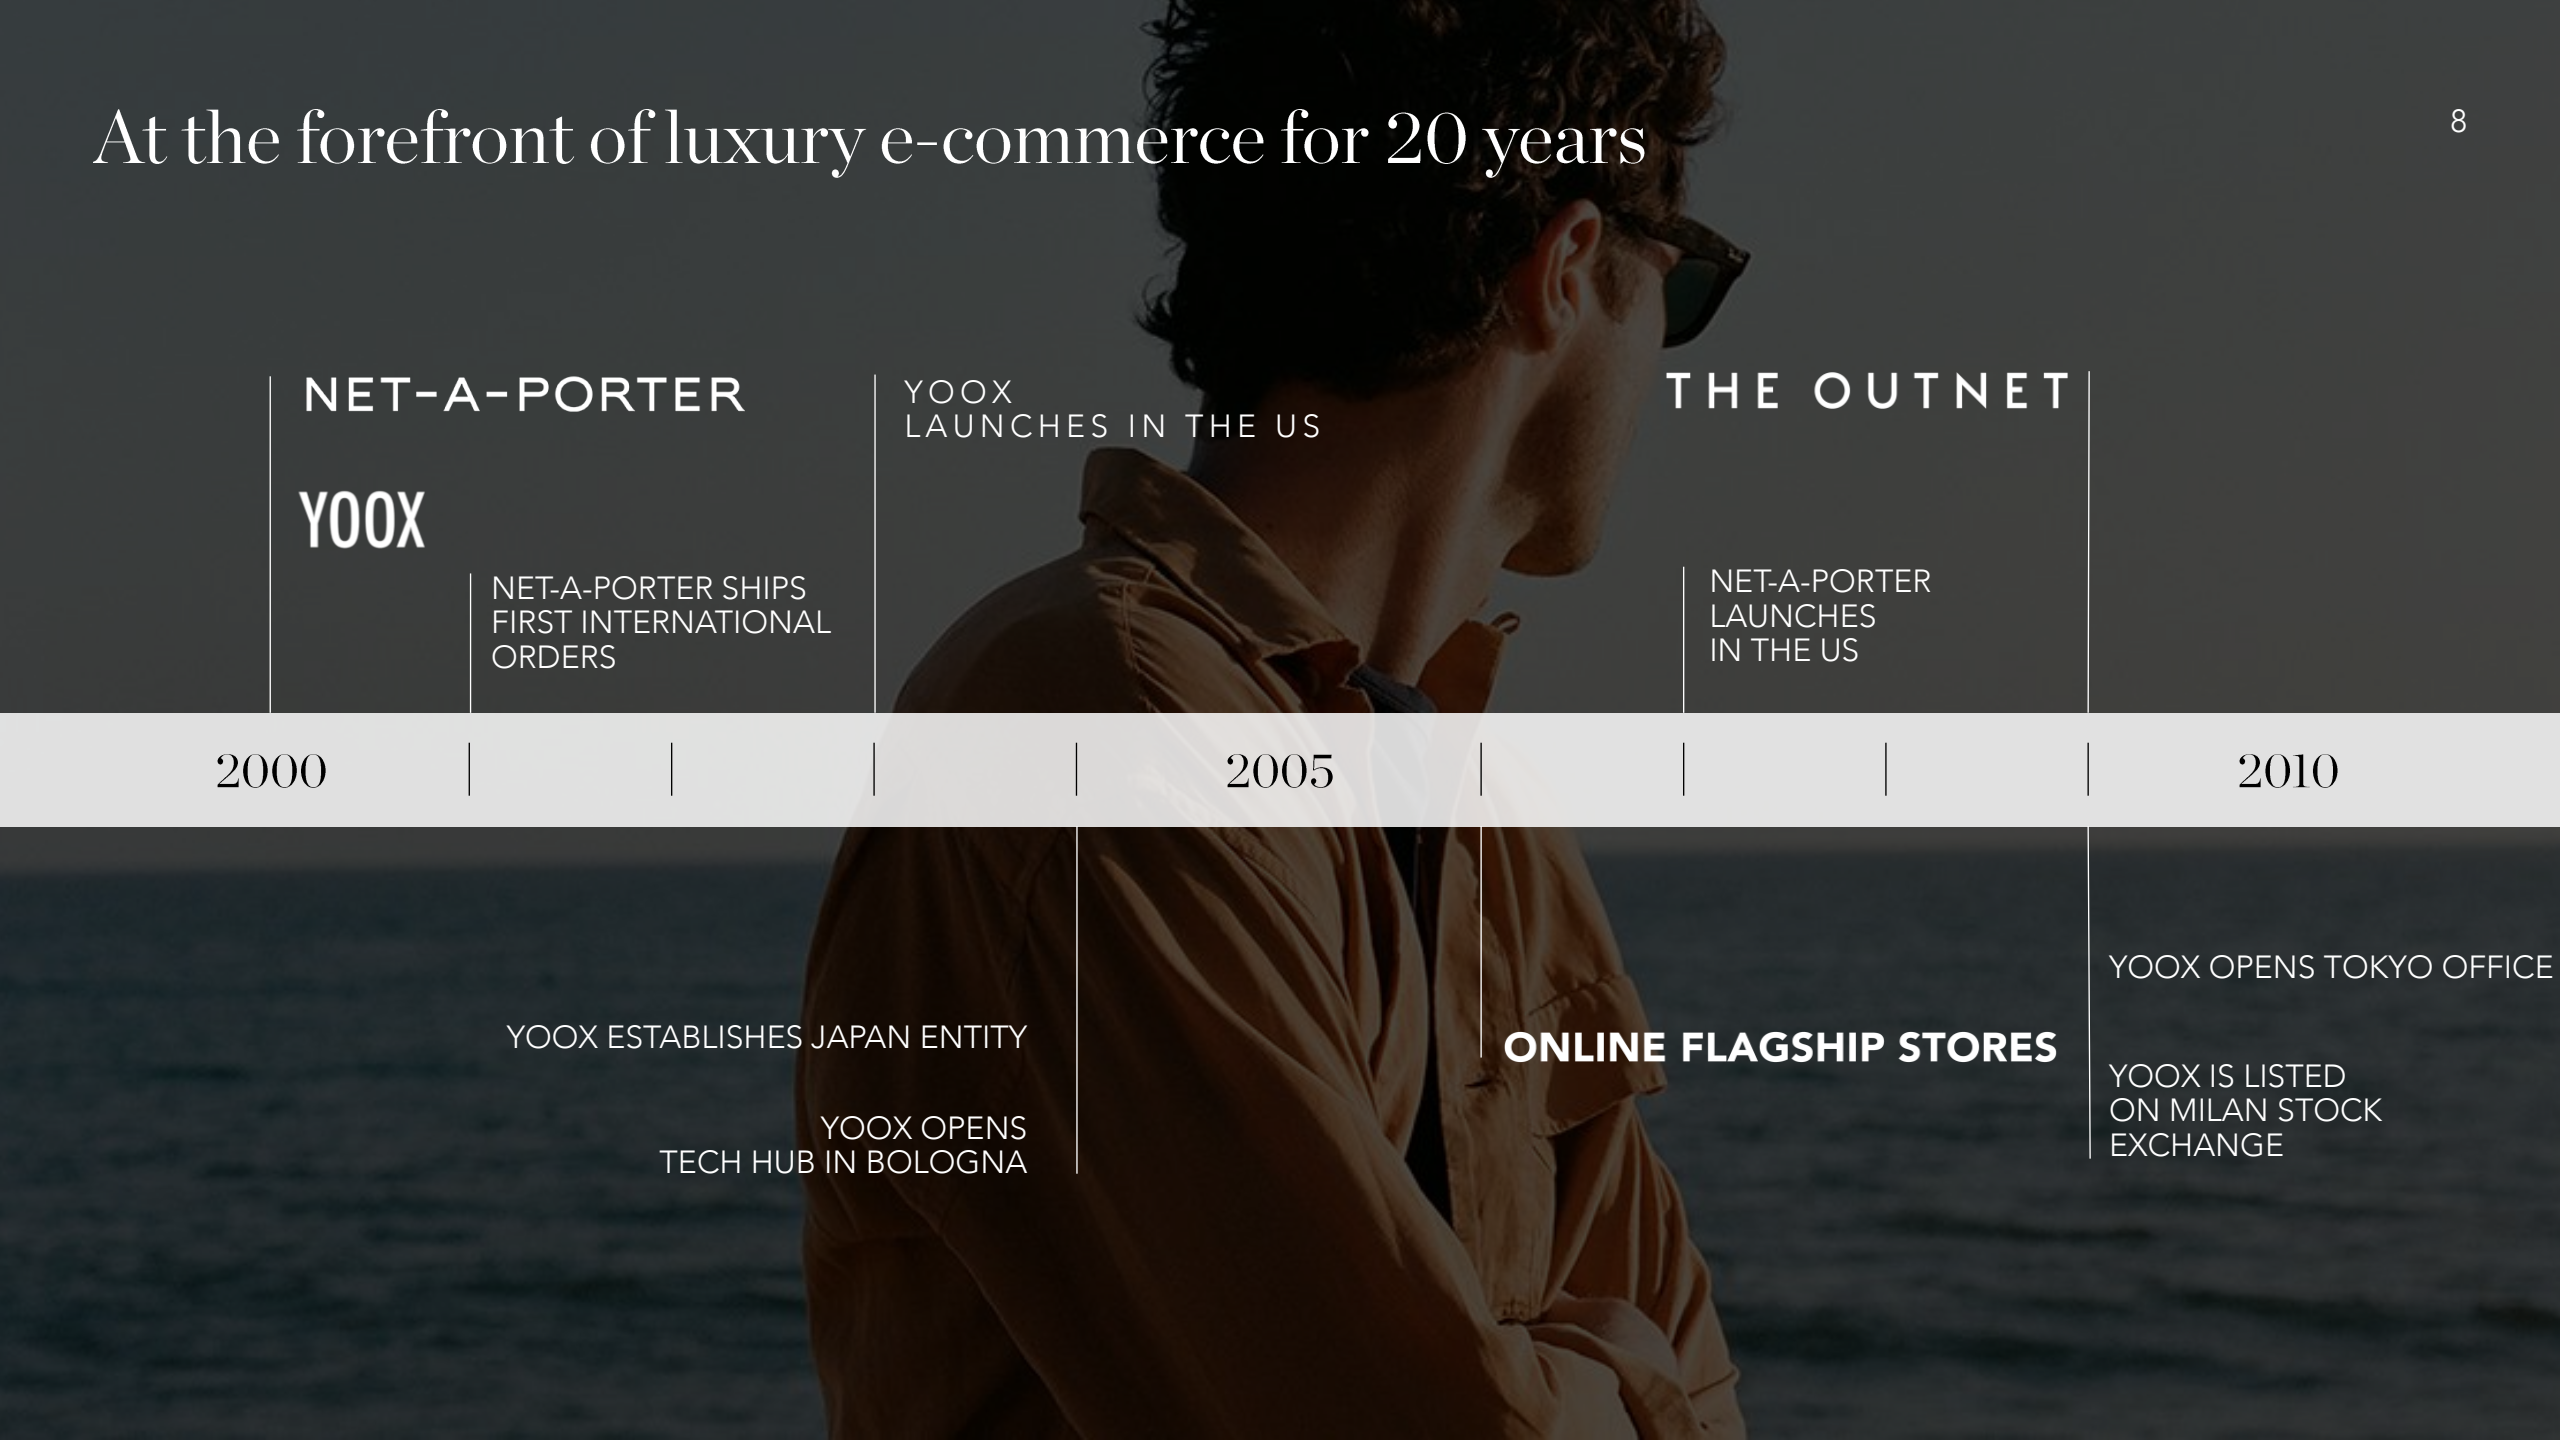 At the forefront of luxury e-commerce for 20 years
8
NET-A-PORTER
YOOX
NET-A-PORTER SHIPS
FIRST INTERNATIONAL
ORDERS
YOOX
LAUNCHES IN THE US
THE OUTNET
NET-A-PORTER
LAUNCHES
IN THE US
2000
2005
2010
YOOX ESTABLISHES JAPAN ENTITY
YOOX OPENS
TECH HUB IN BOLOGNA
ONLINE FLAGSHIP STORES
YOOX OPENS TOKYO OFFICE
YOOX IS LISTED
ON MILAN STOCK
EXCHANGE